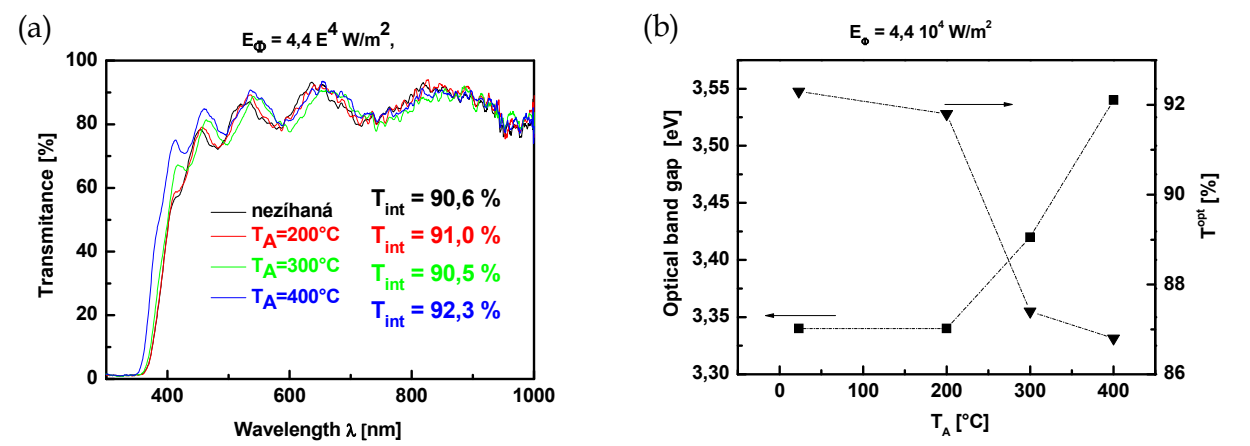 (a)
E_Φ = 4,4 E^4 W/m^2,
100
80
60
40
20
0
Transmitance [%]
nezíhaná
T_A=200°C
T_A=300°C
T_A=400°C
T_int = 90,6 %
T_int = 91,0 %
T_int = 90,5 %
T_int = 92,3 %
400 600 800 1000
Wavelength λ [nm]
(b)
E_Φ = 4,4 10^4 W/m^2
3,55
3,50
3,45
3,40
3,35
3,30
Optical band gap [eV]
92
90
88
86
T^opt [%]
0 100 200 300 400
T_A [°C]